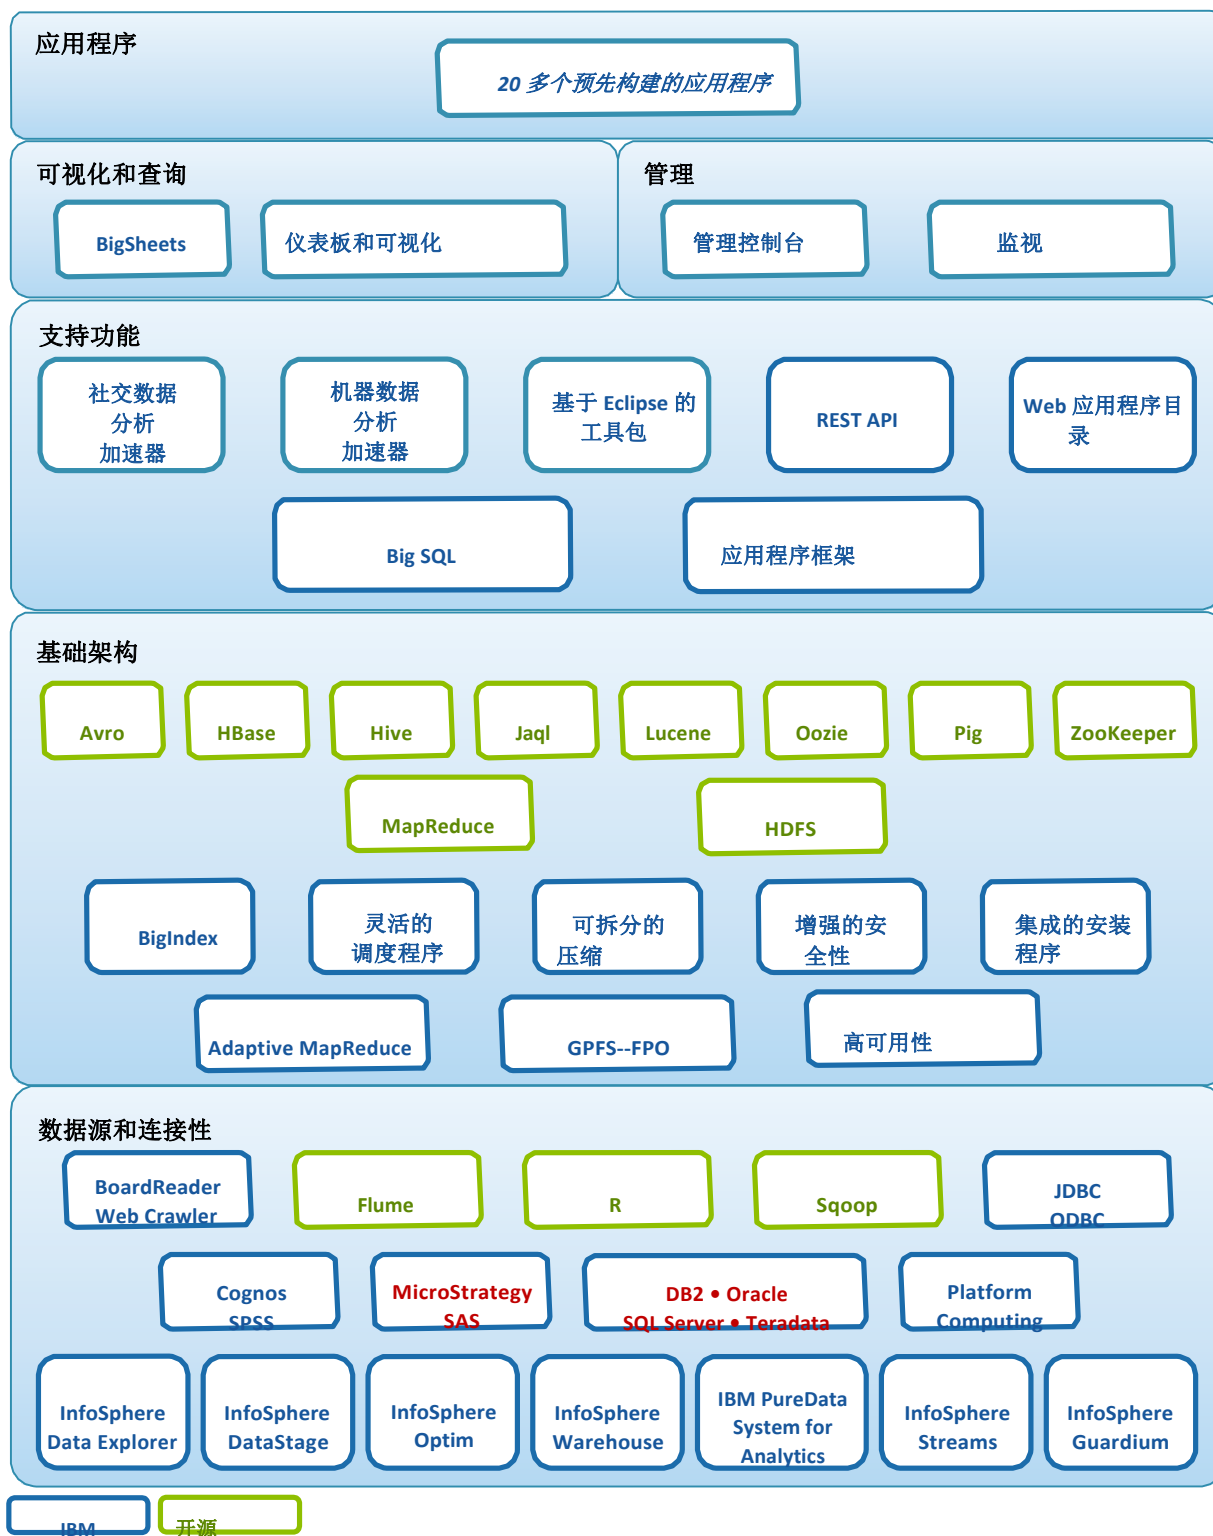 应用程序
20 多个预先构建的应用程序
可视化和查询
BigSheets
仪表板和可视化
管理
管理控制台
监视
支持功能
社交数据
分析
加速器
机器数据
分析
加速器
基于 Eclipse 的
工具包
REST API
Web 应用程序目
录
Big SQL
应用程序框架
基础架构
Avro
HBase
Hive
Jaql
Lucene
Oozie
Pig
ZooKeeper
MapReduce
HDFS
BigIndex
灵活的
调度程序
可拆分的
压缩
增强的安
全性
集成的安装
程序
Adaptive MapReduce
GPFS--FPO
高可用性
数据源和连接性
BoardReader
Web Crawler
Flume
R
Sqoop
JDBC
ODBC
Cognos
SPSS
MicroStrategy
SAS
DB2 • Oracle
SQL Server • Teradata
Platform
Computing
InfoSphere
Data Explorer
InfoSphere
DataStage
InfoSphere
Optim
InfoSphere
Warehouse
IBM PureData
System for
Analytics
InfoSphere
Streams
InfoSphere
Guardium
IBM
开源